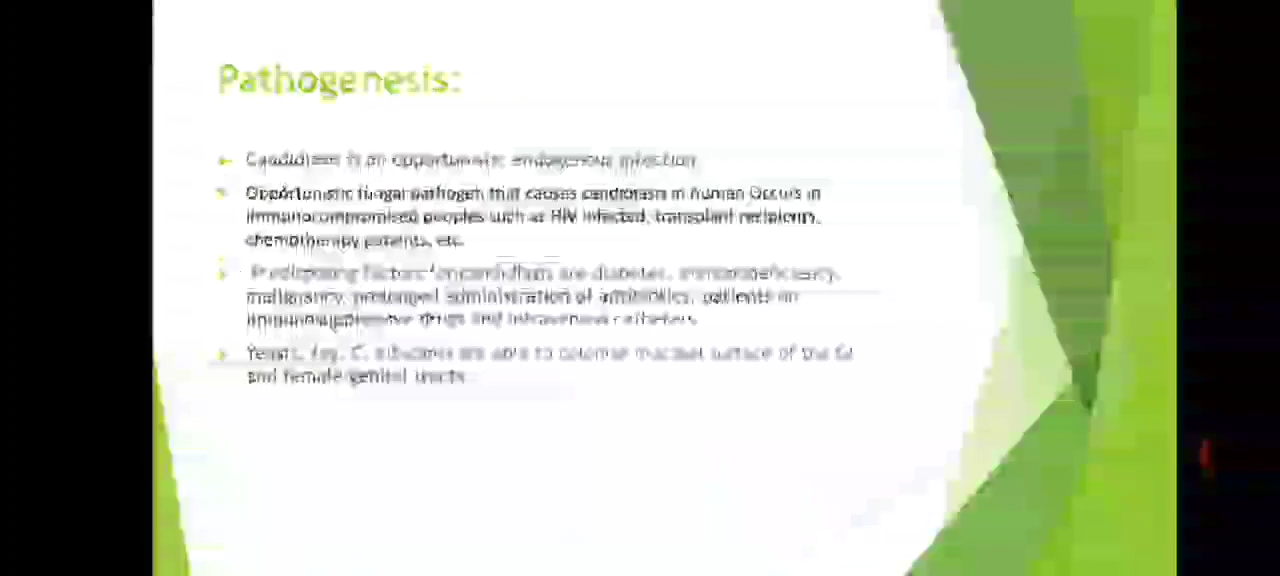 Pathogenesis:
Candidiasis is an opportunistic endogenous infection.
Opportunistic fungal pathogen that causes candidiasis in human Occurs in
immunocompromised peoples such as HIV infected, transplant recipients,
chemotherapy patients, etc.
Predisposing factors for candidiasis are diabetes, immunodeficiency,
malignancy, prolonged administration of antibiotics, patients on
immunosuppressive drugs and intravenous catheters.
Yeasts, C. albicans are able to colonise mucosal surface of the GI
and female genital tracts.